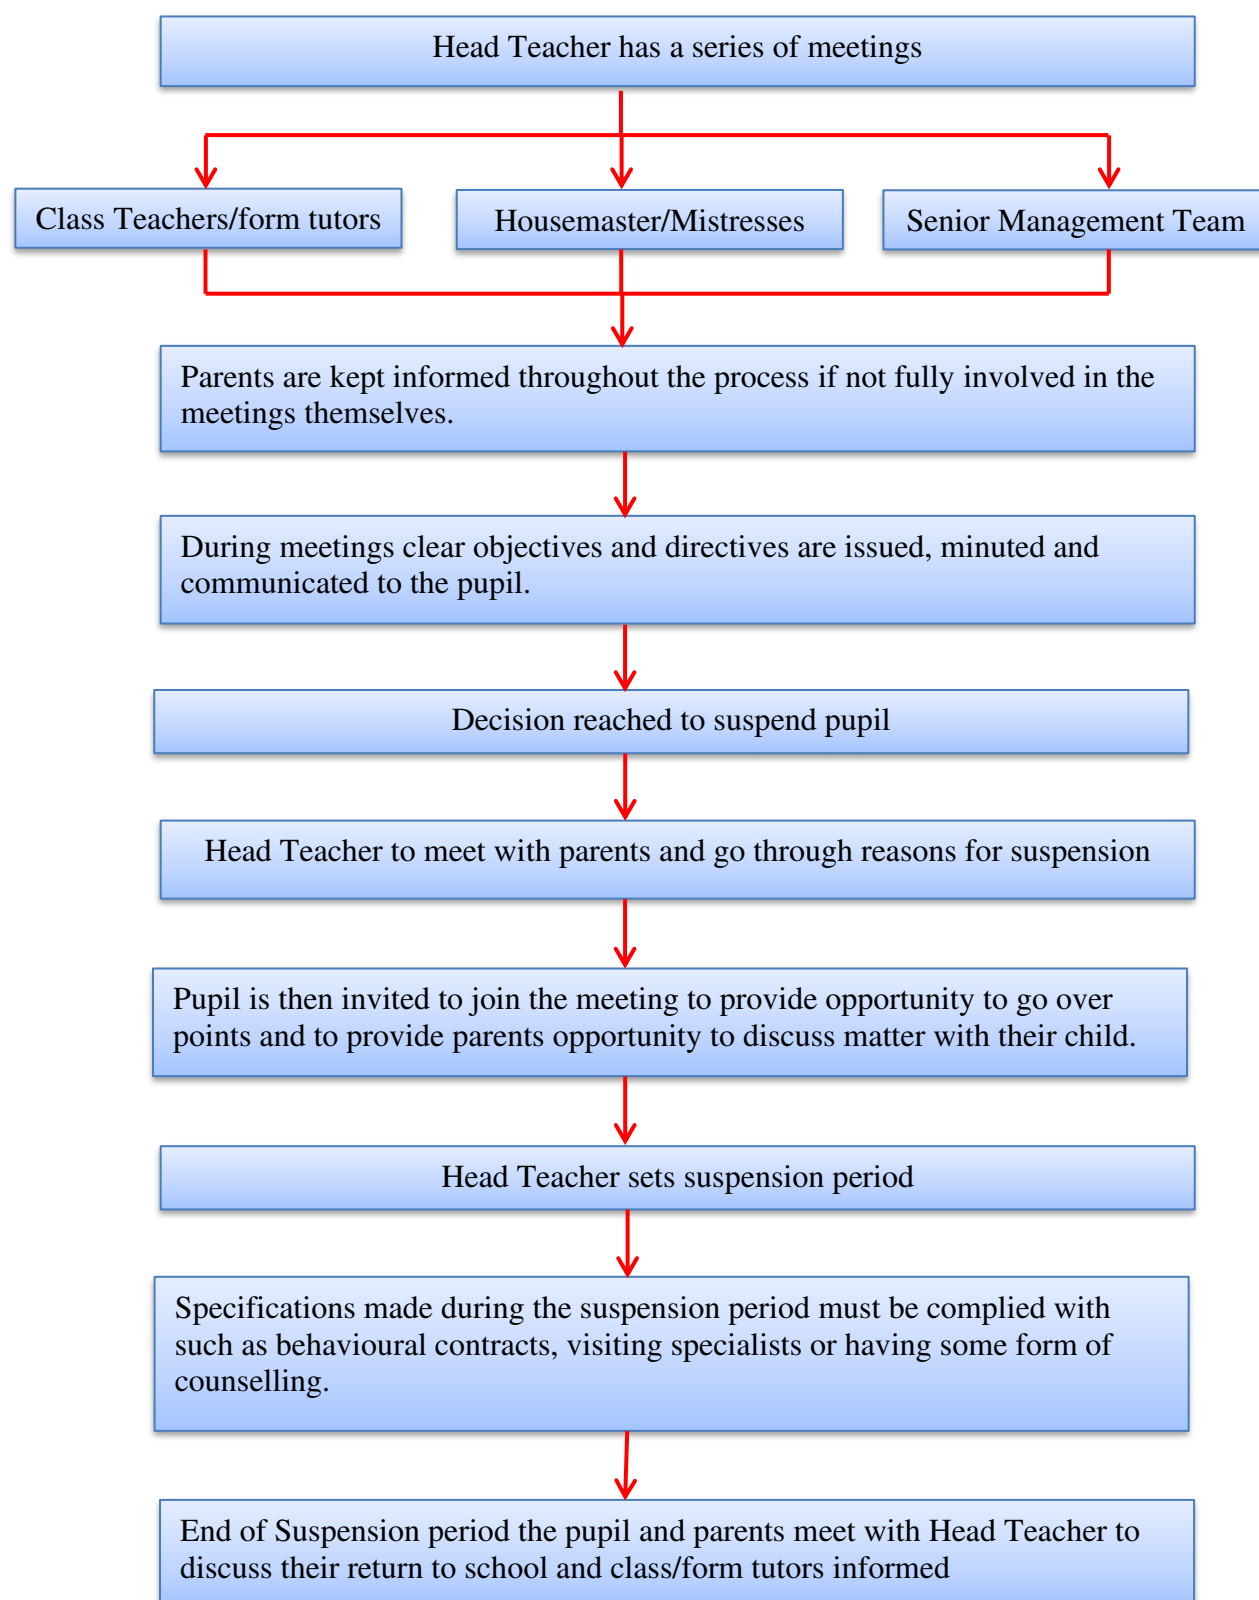 Head Teacher has a series of meetings
Class Teachers/form tutors
Housemaster/Mistresses
Senior Management Team
Parents are kept informed throughout the process if not fully involved in the
meetings themselves.
During meetings clear objectives and directives are issued, minuted and
communicated to the pupil.
Decision reached to suspend pupil
Head Teacher to meet with parents and go through reasons for suspension
Pupil is then invited to join the meeting to provide opportunity to go over
points and to provide parents opportunity to discuss matter with their child.
Head Teacher sets suspension period
Specifications made during the suspension period must be complied with
such as behavioural contracts, visiting specialists or having some form of
counselling.
End of Suspension period the pupil and parents meet with Head Teacher to
discuss their return to school and class/form tutors informed